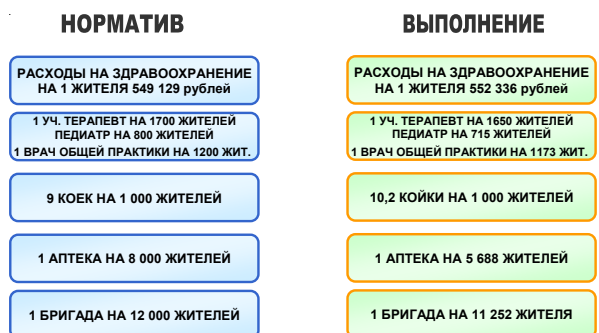 НОРМАТИВ
РАСХОДЫ НА ЗДРАВООХРАНЕНИЕ
НА 1 ЖИТЕЛЯ 549 129 рублей
1 УЧ. ТЕРАПЕВТ НА 1700 ЖИТЕЛЕЙ
ПЕДИАТР НА 800 ЖИТЕЛЕЙ
1 ВРАЧ ОБЩЕЙ ПРАКТИКИ НА 1200 ЖИТ.
9 КОЕК НА 1 000 ЖИТЕЛЕЙ
1 АПТЕКА НА 8 000 ЖИТЕЛЕЙ
1 БРИГАДА НА 12 000 ЖИТЕЛЕЙ
ВЫПОЛНЕНИЕ
РАСХОДЫ НА ЗДРАВООХРАНЕНИЕ
НА 1 ЖИТЕЛЯ 552 336 рублей
1 УЧ. ТЕРАПЕВТ НА 1650 ЖИТЕЛЕЙ
ПЕДИАТР НА 715 ЖИТЕЛЕЙ
1 ВРАЧ ОБЩЕЙ ПРАКТИКИ НА 1173 ЖИТ.
10,2 КОЙКИ НА 1 000 ЖИТЕЛЕЙ
1 АПТЕКА НА 5 688 ЖИТЕЛЕЙ
1 БРИГАДА НА 11 252 ЖИТЕЛЯ